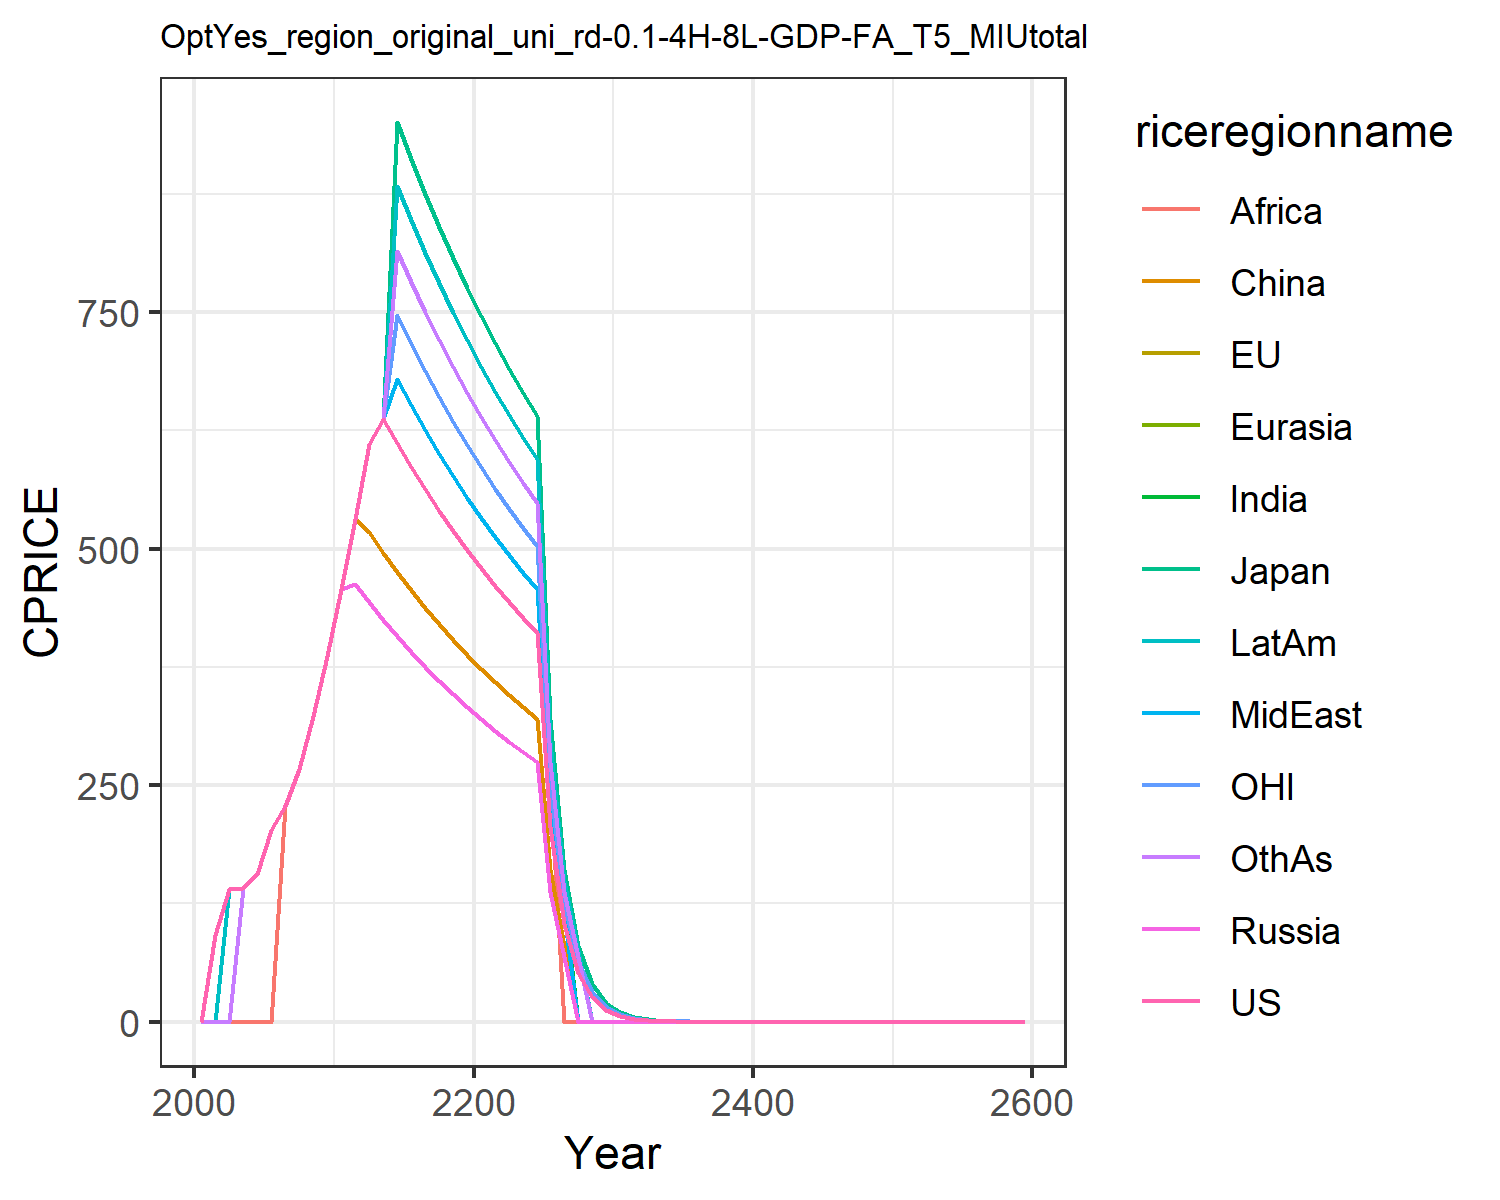 OptYes_region_original_uni_rd-0.1-4H-8L-GDP-FA_T5_MIUtotal
CPRICE
750
500
250
0
2000 2200 2400 2600
Year
riceregionname
Africa
China
EU
Eurasia
India
Japan
LatAm
MidEast
OHI
OthAs
Russia
US